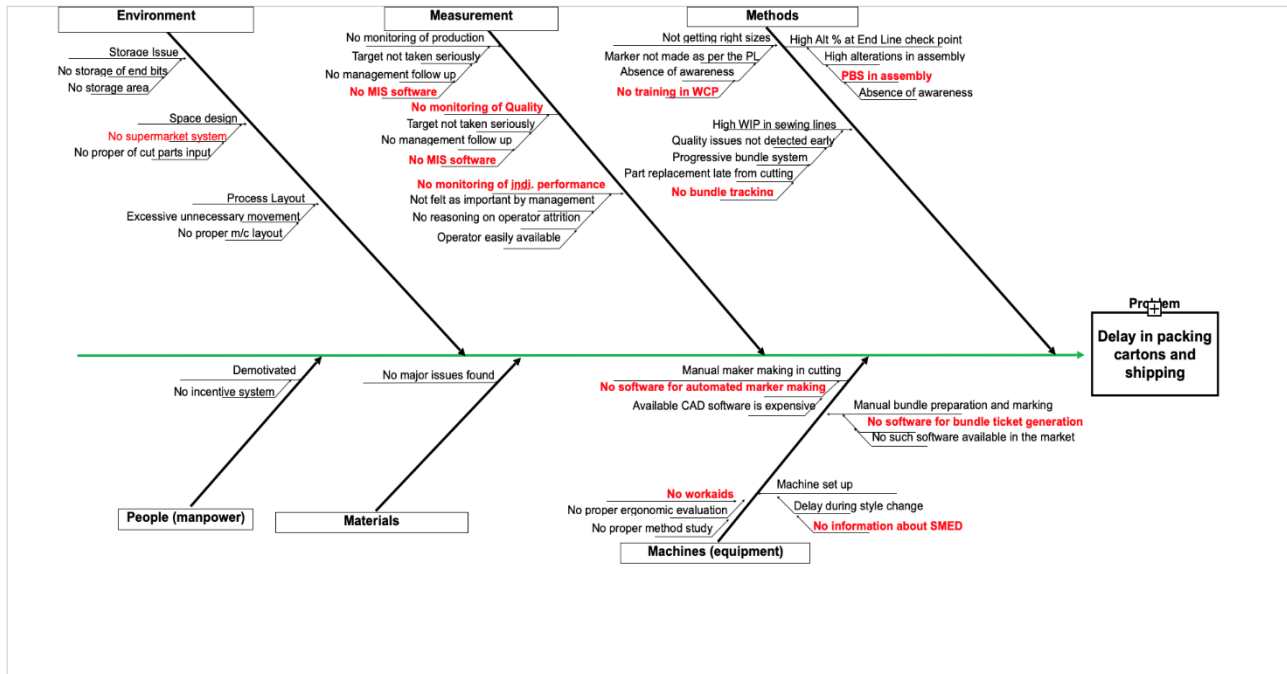 Environment
Measurement
Methods
Storage Issue
No storage of end bits
No storage area
Space design
No supermarket system
No proper of cut parts input
Process Layout
Excessive unnecessary movement
No proper m/c layout
No monitoring of production
Target not taken seriously
No management follow up
No MIS software
No monitoring of Quality
Target not taken seriously
No management follow up
No MIS software
No monitoring of indi. performance
Not felt as important by management
No reasoning on operator attrition
Operator easily available
Not getting right sizes
Marker not made as per the PL
Absence of awareness
No training in WCP
High Alt % at End Line check point
High alterations in assembly
PBS in assembly
Absence of awareness
High WIP in sewing lines
Quality issues not detected early
Progressive bundle system
Part replacement late from cutting
No bundle tracking
Problem
Delay in packing
cartons and
shipping
Demotivated
No incentive system
No major issues found
Manual maker making in cutting
No software for automated marker making
Available CAD software is expensive
Manual bundle preparation and marking
No software for bundle ticket generation
No such software available in the market
No workaids
No proper ergonomic evaluation
No proper method study
Machine set up
Delay during style change
No information about SMED
People (manpower)
Materials
Machines (equipment)